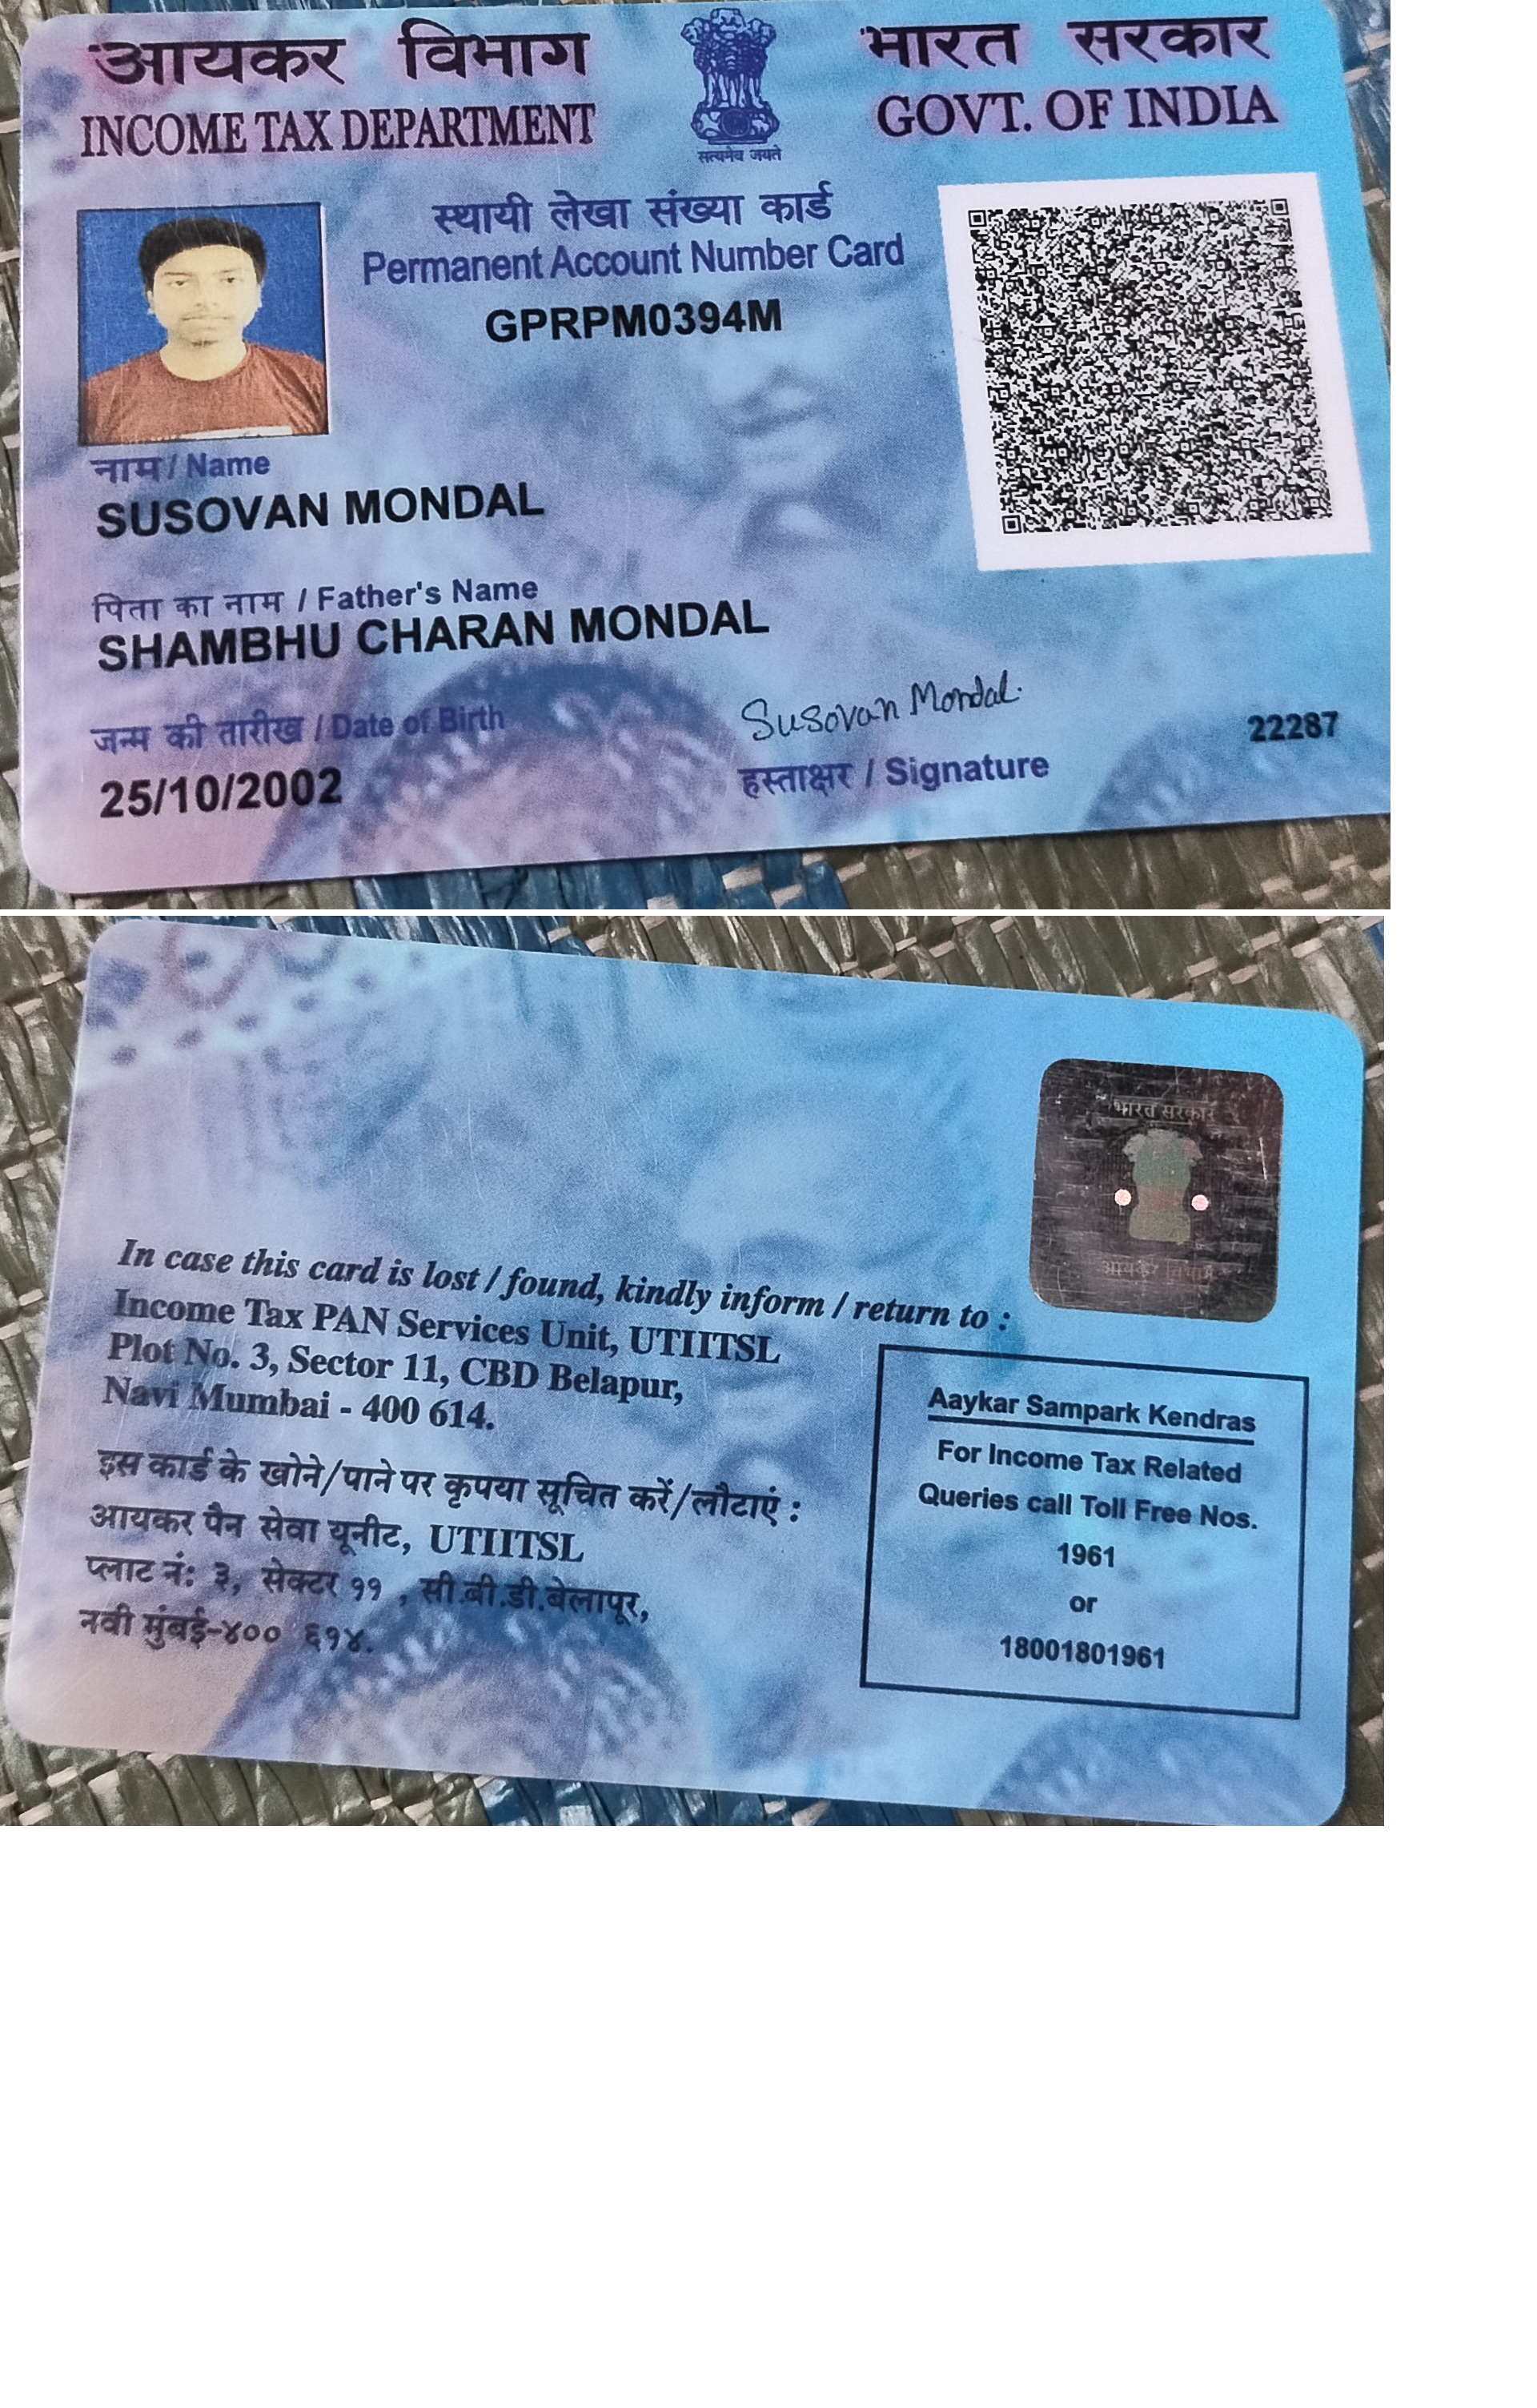 आयकर विभाग
INCOME TAX DEPARTMENT
सत्यमेव जयते
भारत सरकार
GOVT. OF INDIA
स्थायी लेखा संख्या कार्ड
Permanent Account Number Card
GPRPM0394M
नाम / Name
SUSOVAN MONDAL
पिता का नाम / Father's Name
SHAMBHU CHARAN MONDAL
जन्म की तारीख / Date of Birth
25/10/2002
Susovan Mondal.
हस्ताक्षर / Signature
22287
भारत सरकार
आयकर विभाग
In case this card is lost / found, kindly inform / return to :
Income Tax PAN Services Unit, UTIITSL
Plot No. 3, Sector 11, CBD Belapur,
Navi Mumbai - 400 614.
इस कार्ड के खोने/पाने पर कृपया सूचित करें/लौटाएं :
आयकर पैन सेवा यूनीट, UTIITSL
प्लाट नं: ३, सेक्टर ११ , सी.बी.डी.बेलापूर,
नवी मुंबई-४०० ६१४.
Aaykar Sampark Kendras
For Income Tax Related
Queries call Toll Free Nos.
1961
or
18001801961